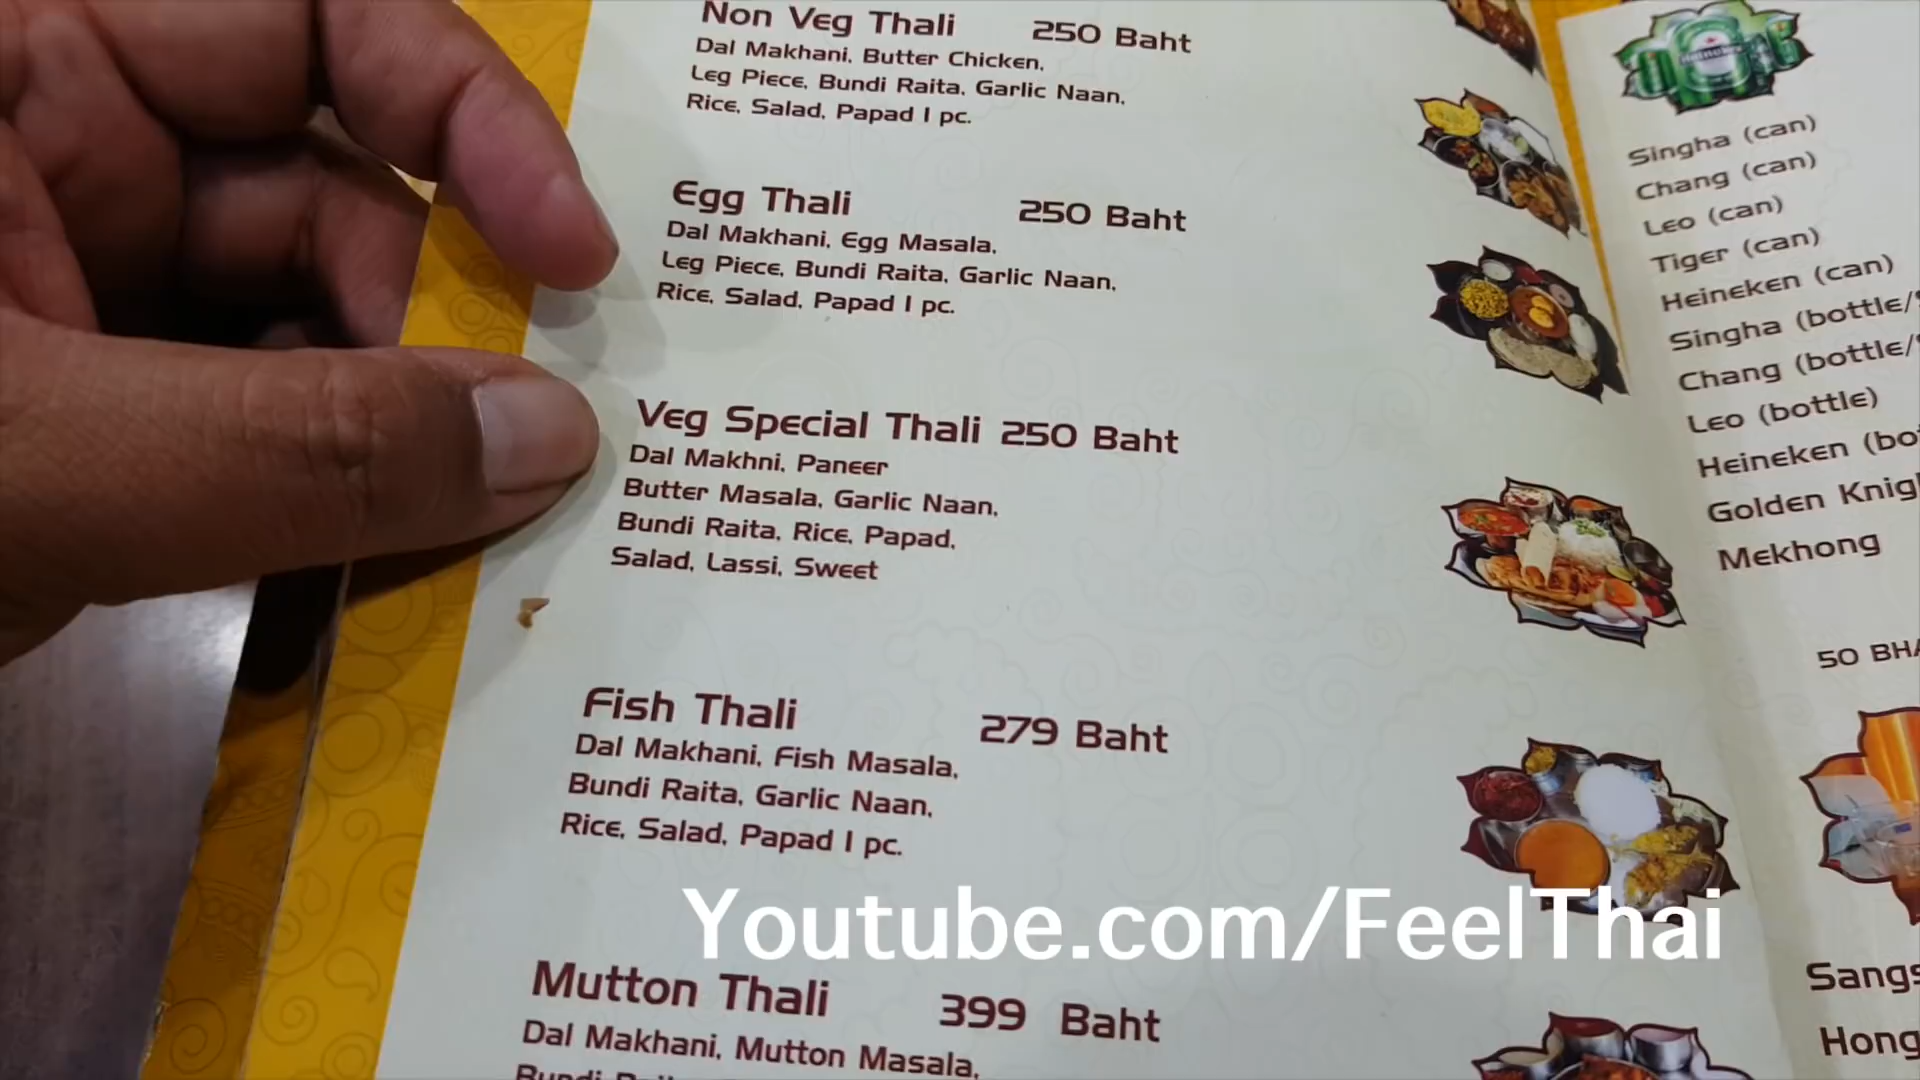 Non Veg Thali 250 Baht
Dal Makhani, Butter Chicken,
Leg Piece, Bundi Raita, Garlic Naan,
Rice, Salad, Papad 1 pc.
Egg Thali 250 Baht
Dal Makhani, Egg Masala,
Leg Piece, Bundi Raita, Garlic Naan,
Rice, Salad, Papad 1 pc.
Veg Special Thali 250 Baht
Dal Makhni, Paneer
Butter Masala, Garlic Naan,
Bundi Raita, Rice, Papad,
Salad, Lassi, Sweet
Fish Thali 279 Baht
Dal Makhani, Fish Masala,
Bundi Raita, Garlic Naan,
Rice, Salad, Papad 1 pc.
Mutton Thali 399 Baht
Dal Makhani, Mutton Masala,
Singha (can)
Chang (can)
Leo (can)
Tiger (can)
Heineken (can)
Singha (bottle/
Chang (bottle/
Leo (bottle)
Heineken (bo
Golden
Mekhong
50
Youtube.com/FeelThai